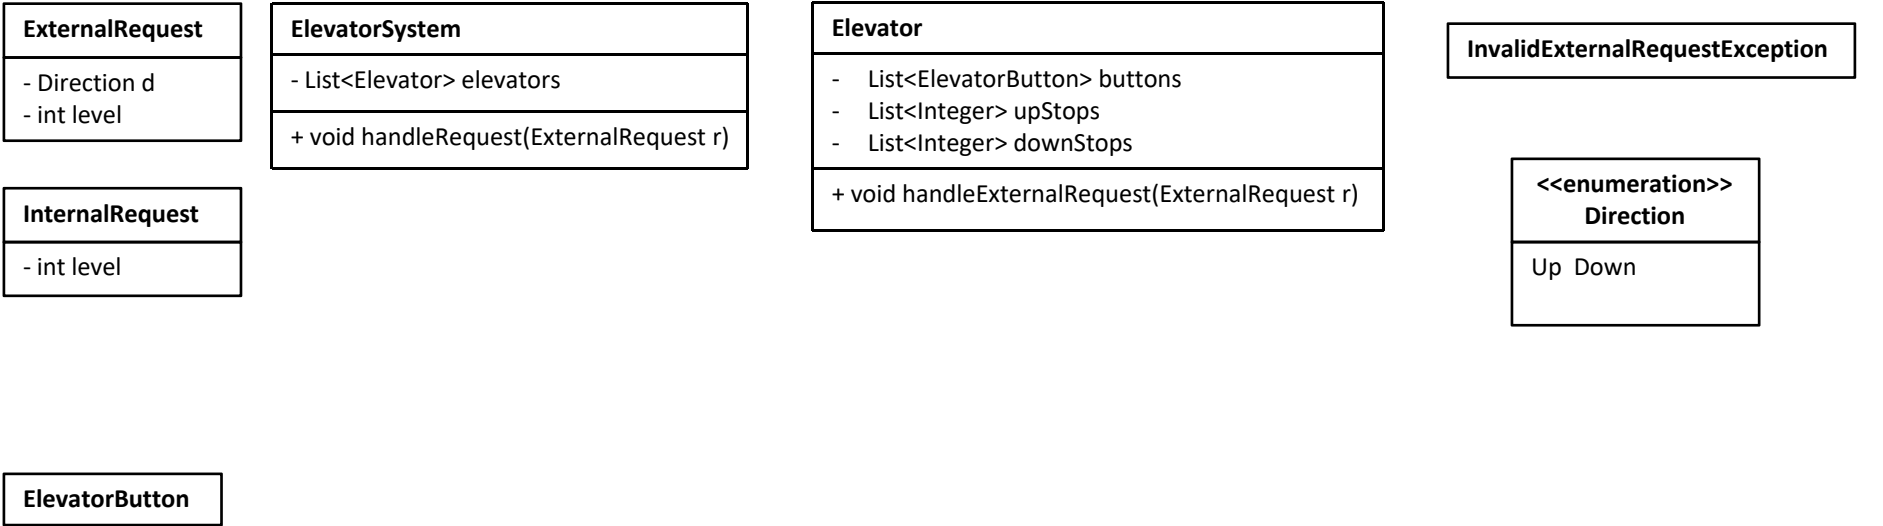 ExternalRequest
- Direction d
- int level
InternalRequest
- int level
ElevatorButton
ElevatorSystem
- List<Elevator> elevators
+ void handleRequest(ExternalRequest r)
Elevator
- List<ElevatorButton> buttons
- List<Integer> upStops
- List<Integer> downStops
+ void handleExternalRequest(ExternalRequest r)
InvalidExternalRequestException
<<enumeration>>
Direction
Up Down